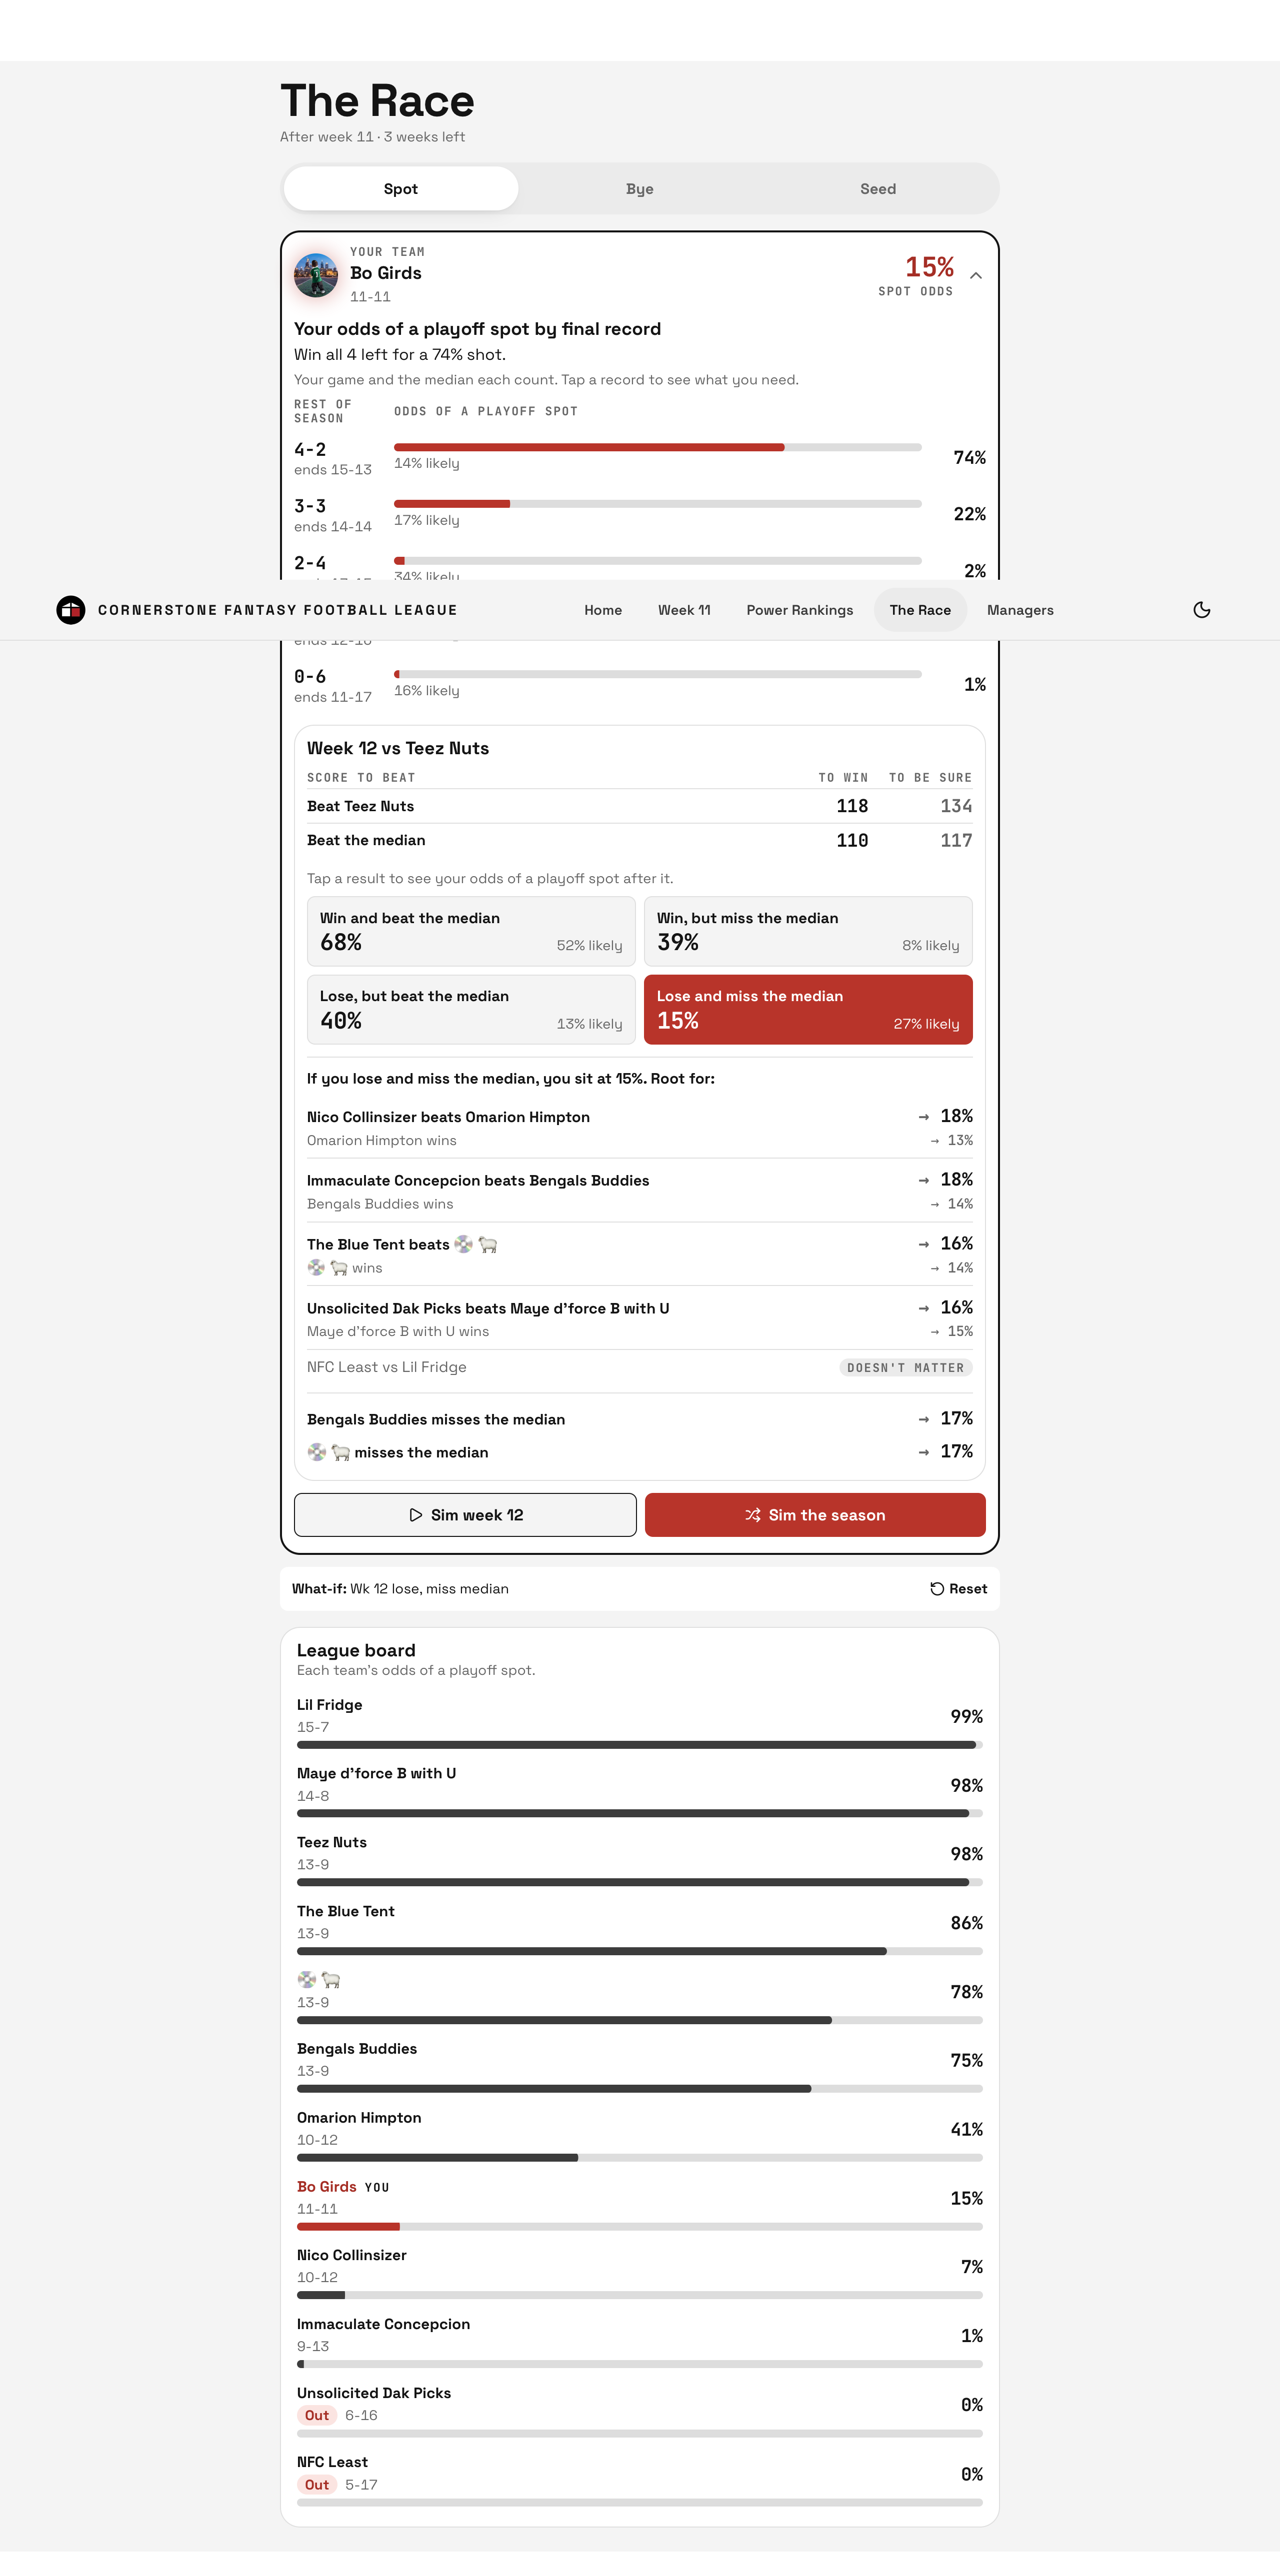 The Race
After week 11 · 3 weeks left
Spot
Bye
Seed
YOUR TEAM
Bo Girds
11-11
15%
SPOT ODDS
Your odds of a playoff spot by final record
Win all 4 left for a 74% shot.
Your game and the median each count. Tap a record to see what you need.
REST OF
SEASON
ODDS OF A PLAYOFF SPOT
4-2
ends 15-13
14% likely
74%
3-3
ends 14-14
17% likely
22%
2-4
34% likely
2%
CORNERSTONE FANTASY FOOTBALL LEAGUE
Home
Week 11
Power Rankings
The Race
Managers
0-6
ends 11-17
16% likely
1%
Week 12 vs Teez Nuts
SCORE TO BEAT
TO WIN
TO BE SURE
Beat Teez Nuts
118
134
Beat the median
110
117
Tap a result to see your odds of a playoff spot after it.
Win and beat the median
68%
52% likely
Win, but miss the median
39%
8% likely
Lose, but beat the median
40%
13% likely
Lose and miss the median
15%
27% likely
If you lose and miss the median, you sit at 15%. Root for:
Nico Collinsizer beats Omarion Himpton
→ 18%
Omarion Himpton wins
→ 13%
Immaculate Concepcion beats Bengals Buddies
→ 18%
Bengals Buddies wins
→ 14%
The Blue Tent beats 💿 🐑
→ 16%
💿 🐑 wins
→ 14%
Unsolicited Dak Picks beats Maye d'force B with U
→ 16%
Maye d'force B with U wins
→ 15%
NFC Least vs Lil Fridge
DOESN'T MATTER
Bengals Buddies misses the median
→ 17%
💿 🐑 misses the median
→ 17%
Sim week 12
Sim the season
What-if: Wk 12 lose, miss median
Reset
League board
Each team's odds of a playoff spot.
Lil Fridge
15-7
99%
Maye d'force B with U
14-8
98%
Teez Nuts
13-9
98%
The Blue Tent
13-9
86%
💿 🐑
13-9
78%
Bengals Buddies
13-9
75%
Omarion Himpton
10-12
41%
Bo Girds YOU
11-11
15%
Nico Collinsizer
10-12
7%
Immaculate Concepcion
9-13
1%
Unsolicited Dak Picks
Out 6-16
0%
NFC Least
Out 5-17
0%